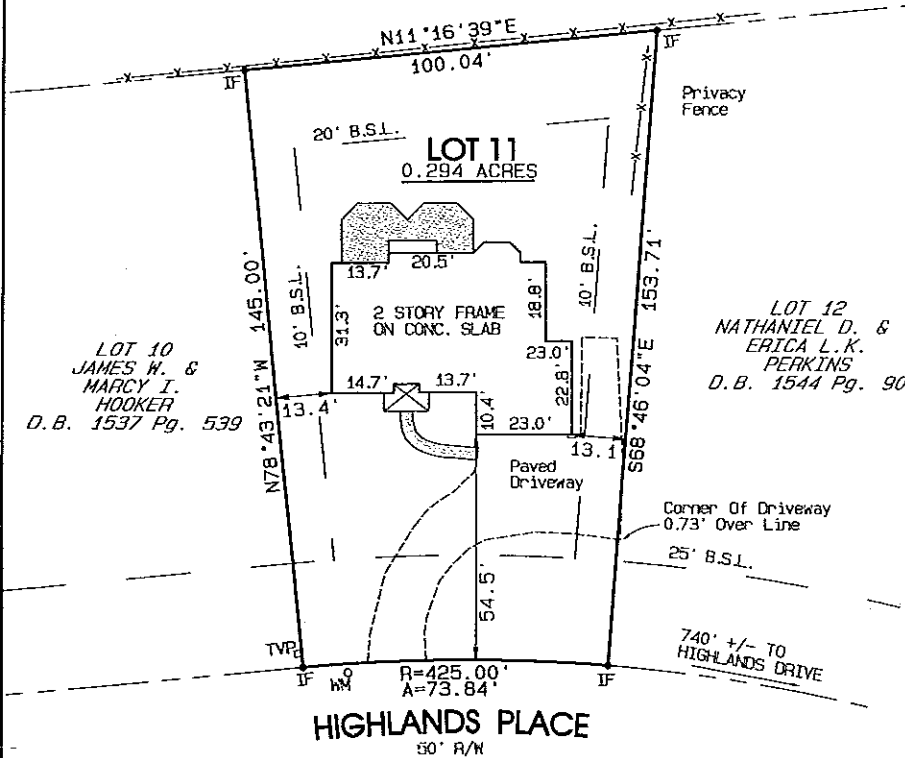 N11°16'39"E
100.04'
IF
IF
Privacy
Fence
20' B.S.L.
LOT 11
0.294 ACRES
N78°43'21"W 145.00'
10' B.S.L.
13.7'
20.5'
18.8'
10' B.S.L.
S68°46'04"E 153.71'
31.3'
2 STORY FRAME
ON CONC. SLAB
LOT 10
JAMES W. &
MARCY I.
HOOKER
D.B. 1537 Pg. 539
LOT 12
NATHANIEL D. &
ERICA L.K.
PERKINS
D.B. 1544 Pg. 90
23.0'
22.8'
14.7'
13.7'
13.4'
10.4'
23.0'
13.1'
Paved
Driveway
Corner Of Driveway
0.73' Over Line
25' B.S.L.
54.5'
740' +/- TO
HIGHLANDS DRIVE
TVP
IF
WM
R=425.00'
A=73.84'
IF
HIGHLANDS PLACE
50' R/W